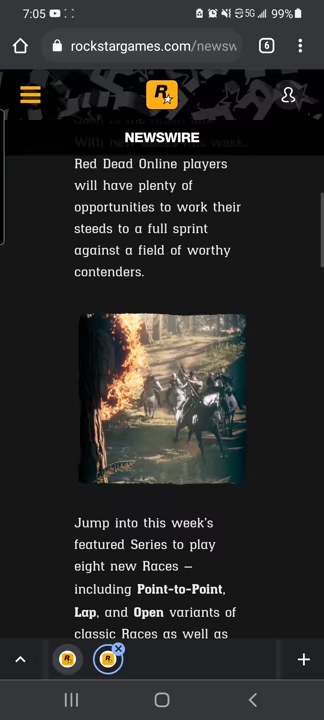 7:05 5G 99%
rockstargames.com/newsw 6
R
NEWSWIRE
Red Dead Online players
will have plenty of
opportunities to work their
steeds to a full sprint
against a field of worthy
contenders.
Jump into this week's
featured Series to play
eight new Races —
including Point-to-Point,
Lap, and Open variants of
classic Races as well as
R R